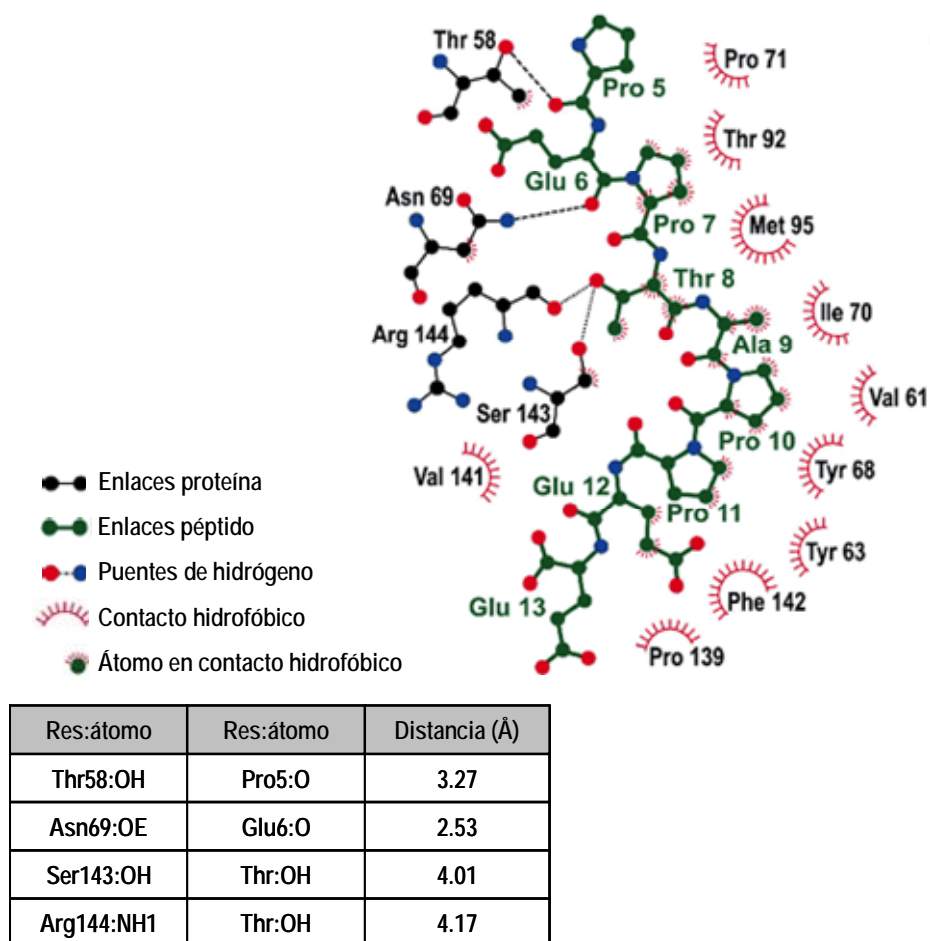 Thr 58
Pro 5
Pro 71
Thr 92
Glu 6
Asn 69
Pro 7
Met 95
Thr 8
Ile 70
Arg 144
Ala 9
Val 61
Ser 143
Pro 10
Val 141
Glu 12
Tyr 68
Pro 11
Tyr 63
Glu 13
Phe 142
Pro 139
Enlaces proteína
Enlaces péptido
Puentes de hidrógeno
Contacto hidrofóbico
Átomo en contacto hidrofóbico
Res:átomo Res:átomo Distancia (Å)
Thr58:OH Pro5:O 3.27
Asn69:OE Glu6:O 2.53
Ser143:OH Thr:OH 4.01
Arg144:NH1 Thr:OH 4.17